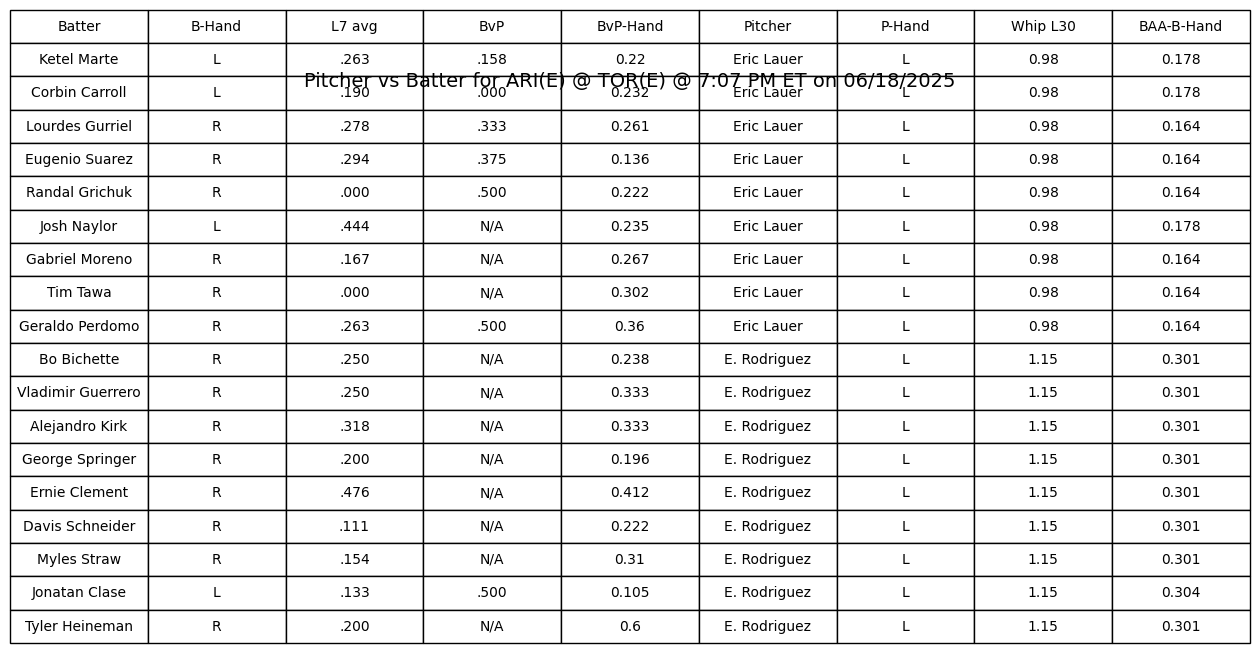 Batter B-Hand L7 avg BvP BvP-Hand Pitcher P-Hand Whip L30 BAA-B-Hand
Ketel Marte L .263 .158 0.22 Eric Lauer L 0.98 0.178
Pitcher vs Batter for ARI(E) @ TOR(E) @ 7:07 PM ET on 06/18/2025
Corbin Carroll L .190 .000 0.232 Eric Lauer L 0.98 0.178
Lourdes Gurriel R .278 .333 0.261 Eric Lauer L 0.98 0.164
Eugenio Suarez R .294 .375 0.136 Eric Lauer L 0.98 0.164
Randal Grichuk R .000 .500 0.222 Eric Lauer L 0.98 0.164
Josh Naylor L .444 N/A 0.235 Eric Lauer L 0.98 0.178
Gabriel Moreno R .167 N/A 0.267 Eric Lauer L 0.98 0.164
Tim Tawa R .000 N/A 0.302 Eric Lauer L 0.98 0.164
Geraldo Perdomo R .263 .500 0.36 Eric Lauer L 0.98 0.164
Bo Bichette R .250 N/A 0.238 E. Rodriguez L 1.15 0.301
Vladimir Guerrero R .250 N/A 0.333 E. Rodriguez L 1.15 0.301
Alejandro Kirk R .318 N/A 0.333 E. Rodriguez L 1.15 0.301
George Springer R .200 N/A 0.196 E. Rodriguez L 1.15 0.301
Ernie Clement R .476 N/A 0.412 E. Rodriguez L 1.15 0.301
Davis Schneider R .111 N/A 0.222 E. Rodriguez L 1.15 0.301
Myles Straw R .154 N/A 0.31 E. Rodriguez L 1.15 0.301
Jonatan Clase L .133 .500 0.105 E. Rodriguez L 1.15 0.304
Tyler Heineman R .200 N/A 0.6 E. Rodriguez L 1.15 0.301